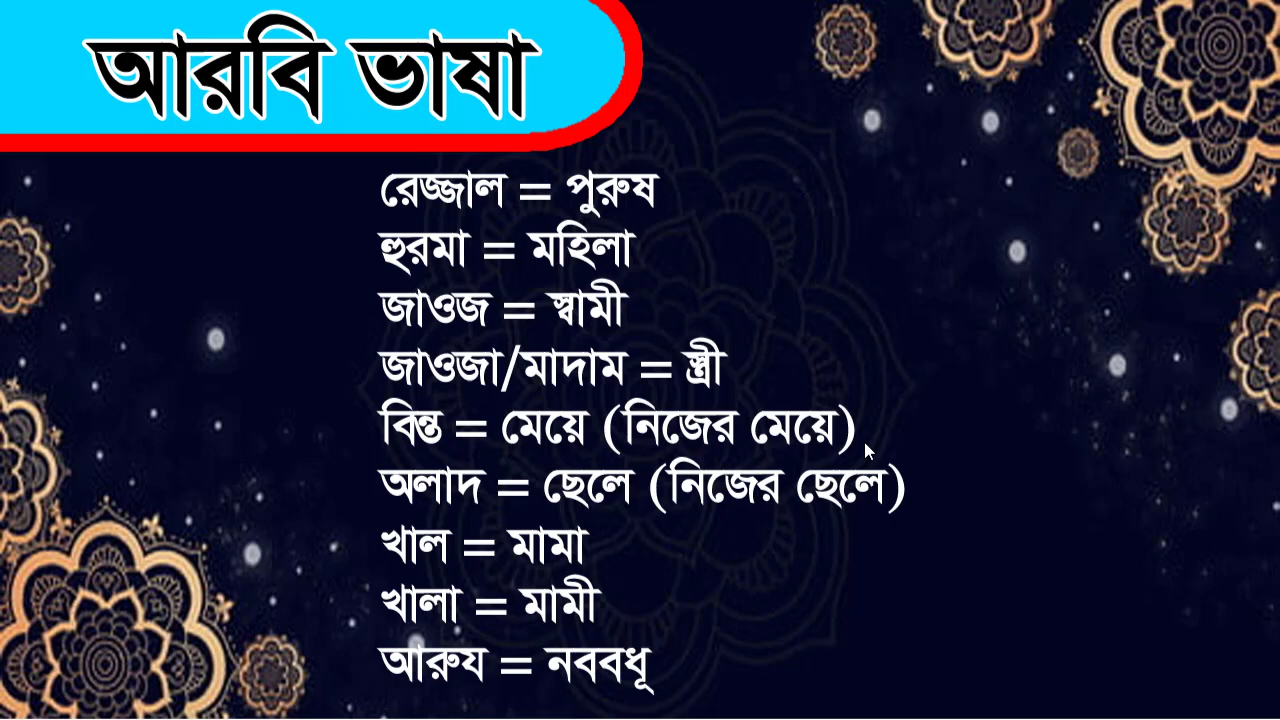 আরবি ভাষা
রেজ্জাল = পুরুষ
হুরমা = মহিলা
জাওজ = স্বামী
জাওজা/মাদাম = স্ত্রী
বিন্ত = মেয়ে (নিজের মেয়ে)
অলাদ = ছেলে (নিজের ছেলে)
খাল = মামা
খালা = মামী
আরুয = নববধূ